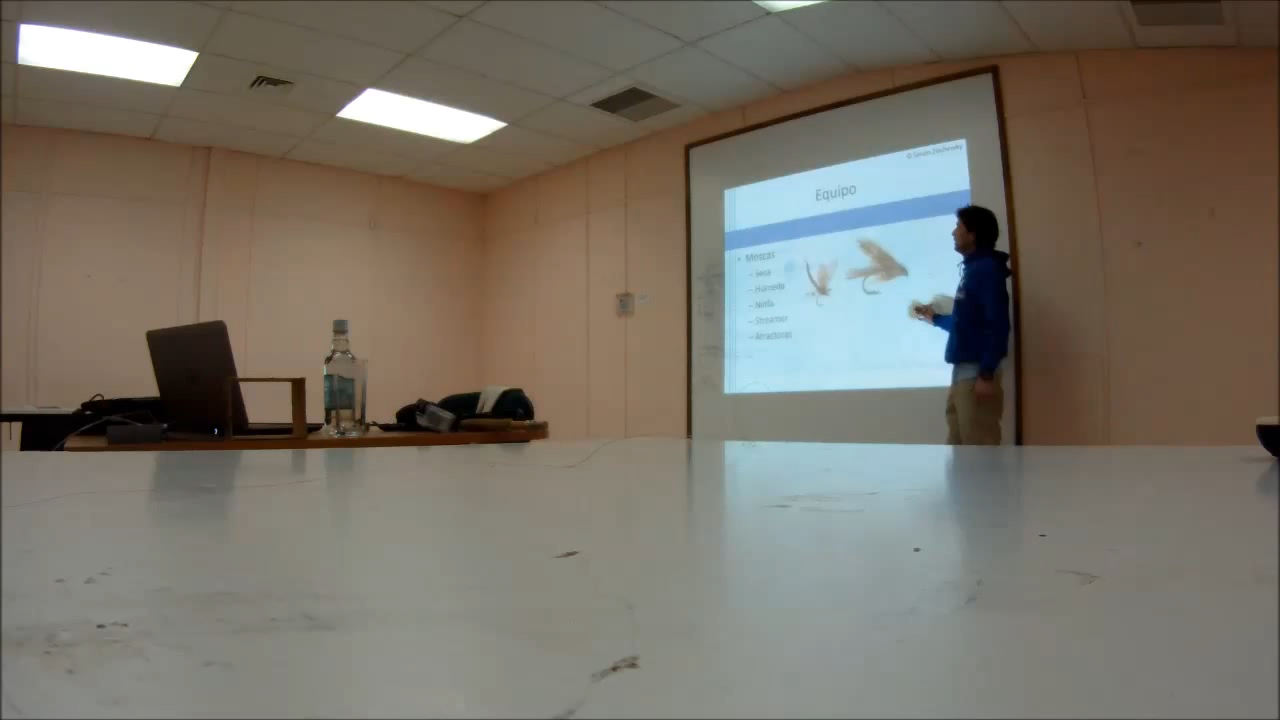 Equipo
• Moscas
– Seca
– Húmeda
– Ninfa
– Streamer
– Atractoras